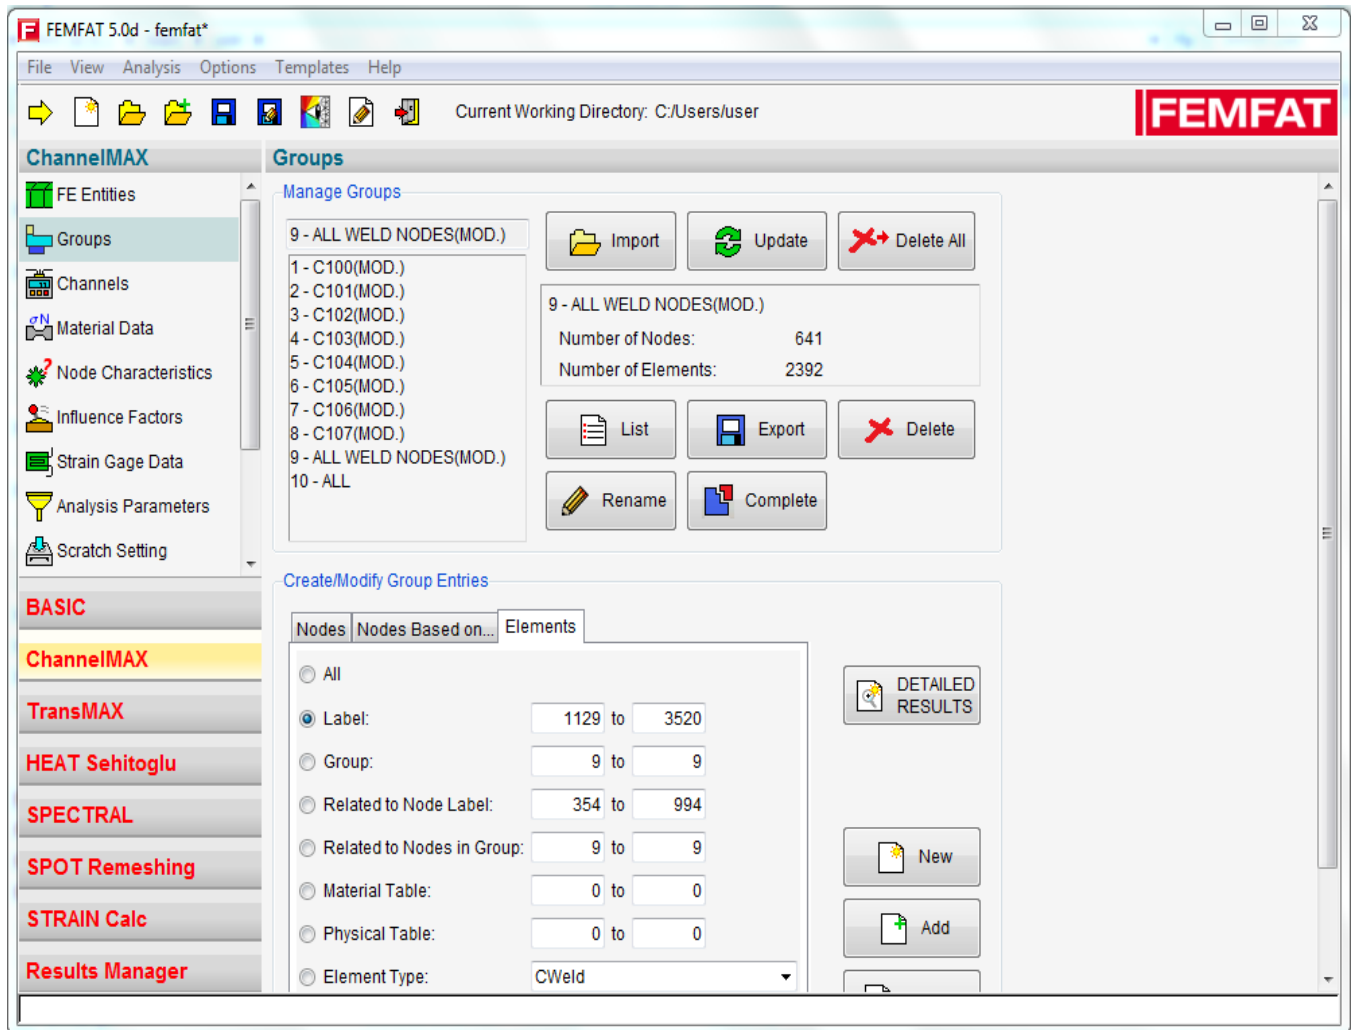 FEMFAT 5.0d - femfat*
File View Analysis Options Templates Help
Current Working Directory: C:/Users/user
FEMFAT
ChannelMAX
FE Entities
Groups
Channels
σN
Material Data
Node Characteristics
Influence Factors
Strain Gage Data
Analysis Parameters
Scratch Setting
BASIC
ChannelMAX
TransMAX
HEAT Sehitoglu
SPECTRAL
SPOT Remeshing
STRAIN Calc
Results Manager
Groups
Manage Groups
9 - ALL WELD NODES(MOD.)
1 - C100(MOD.)
2 - C101(MOD.)
3 - C102(MOD.)
4 - C103(MOD.)
5 - C104(MOD.)
6 - C105(MOD.)
7 - C106(MOD.)
8 - C107(MOD.)
9 - ALL WELD NODES(MOD.)
10 - ALL
Import Update Delete All
9 - ALL WELD NODES(MOD.)
Number of Nodes: 641
Number of Elements: 2392
List Export Delete
Rename Complete
Create/Modify Group Entries
Nodes Nodes Based on... Elements
All
Label: 1129 to 3520
Group: 9 to 9
Related to Node Label: 354 to 994
Related to Nodes in Group: 9 to 9
Material Table: 0 to 0
Physical Table: 0 to 0
Element Type: CWeld
DETAILED
RESULTS
New
Add